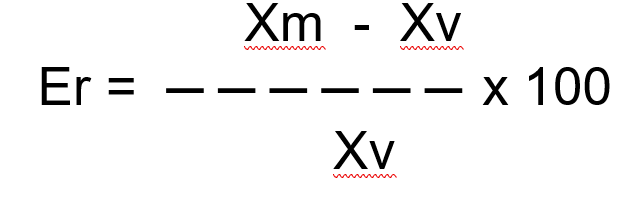 Xm - Xv
Er = — — — — — — x 100
Xv